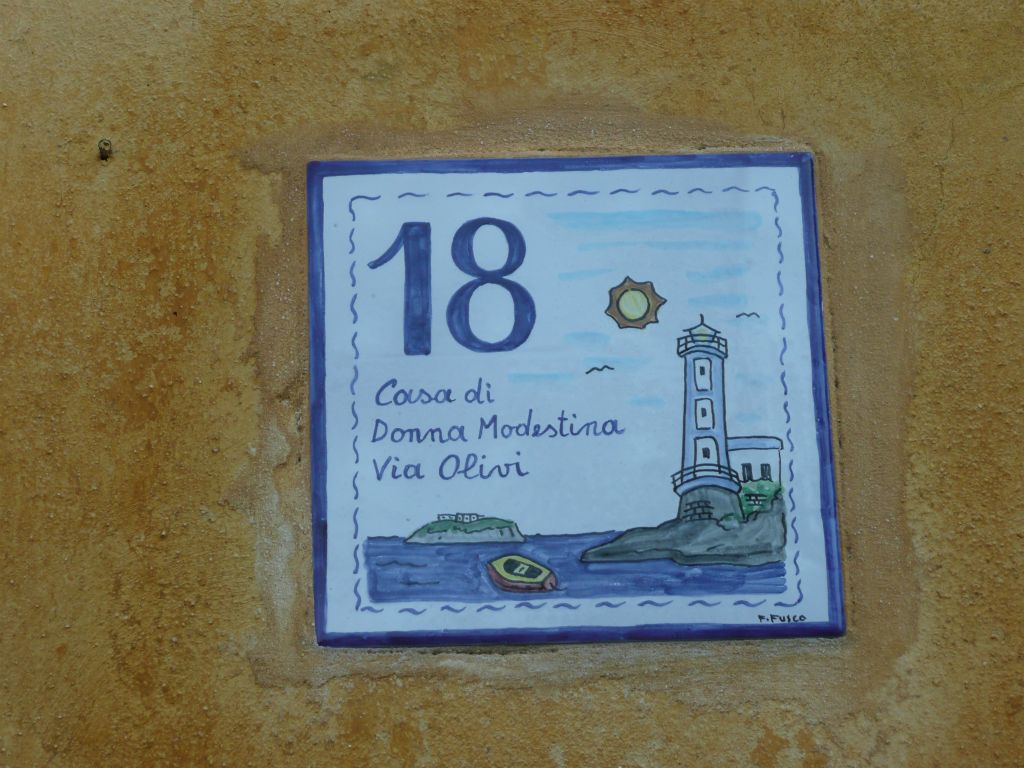 18
Casa di
Donna Modestina
Via Olivi
F. FUSCO